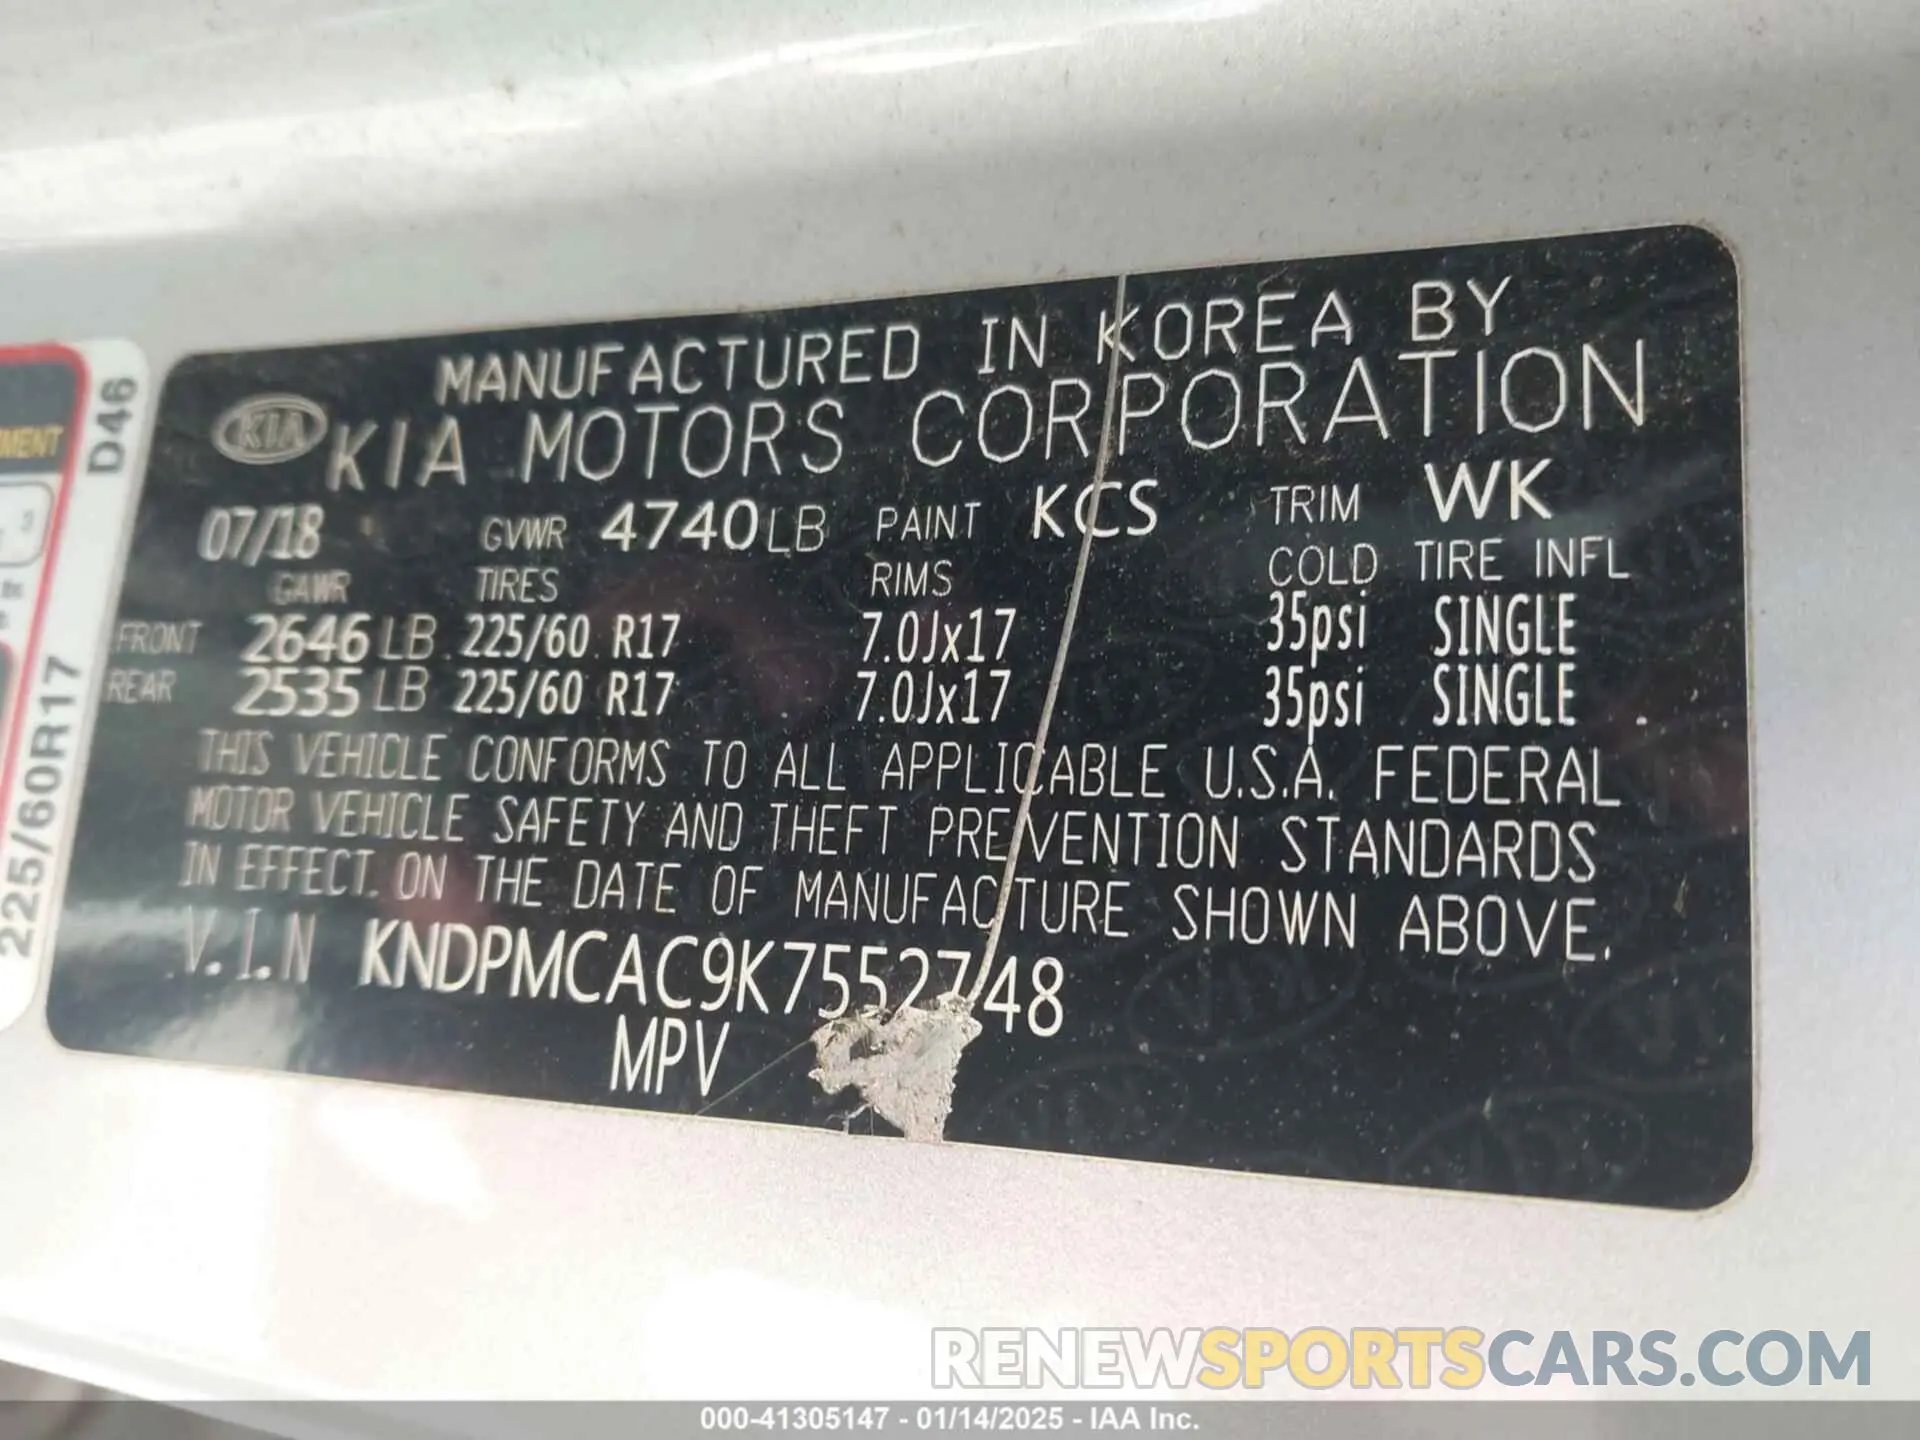 MANUFACTURED IN KOREA BY
KIA KIA MOTORS CORPORATION
07/18 GVWR 4740LB PAINT KCS TRIM WK
GAWR TIRES RIMS COLD TIRE INFL
FRONT 2646LB 225/60 R17 7.0Jx17 35psi SINGLE
REAR 2535LB 225/60 R17 7.0Jx17 35psi SINGLE
THIS VEHICLE CONFORMS TO ALL APPLICABLE U.S.A. FEDERAL
MOTOR VEHICLE SAFETY AND THEFT PREVENTION STANDARDS
IN EFFECT ON THE DATE OF MANUFACTURE SHOWN ABOVE.
V.I.N KNDPMCAC9K7552748
MPV
D46
225/60R17
RENEWSPORTSCARS.COM
000-41305147 - 01/14/2025 - IAA Inc.